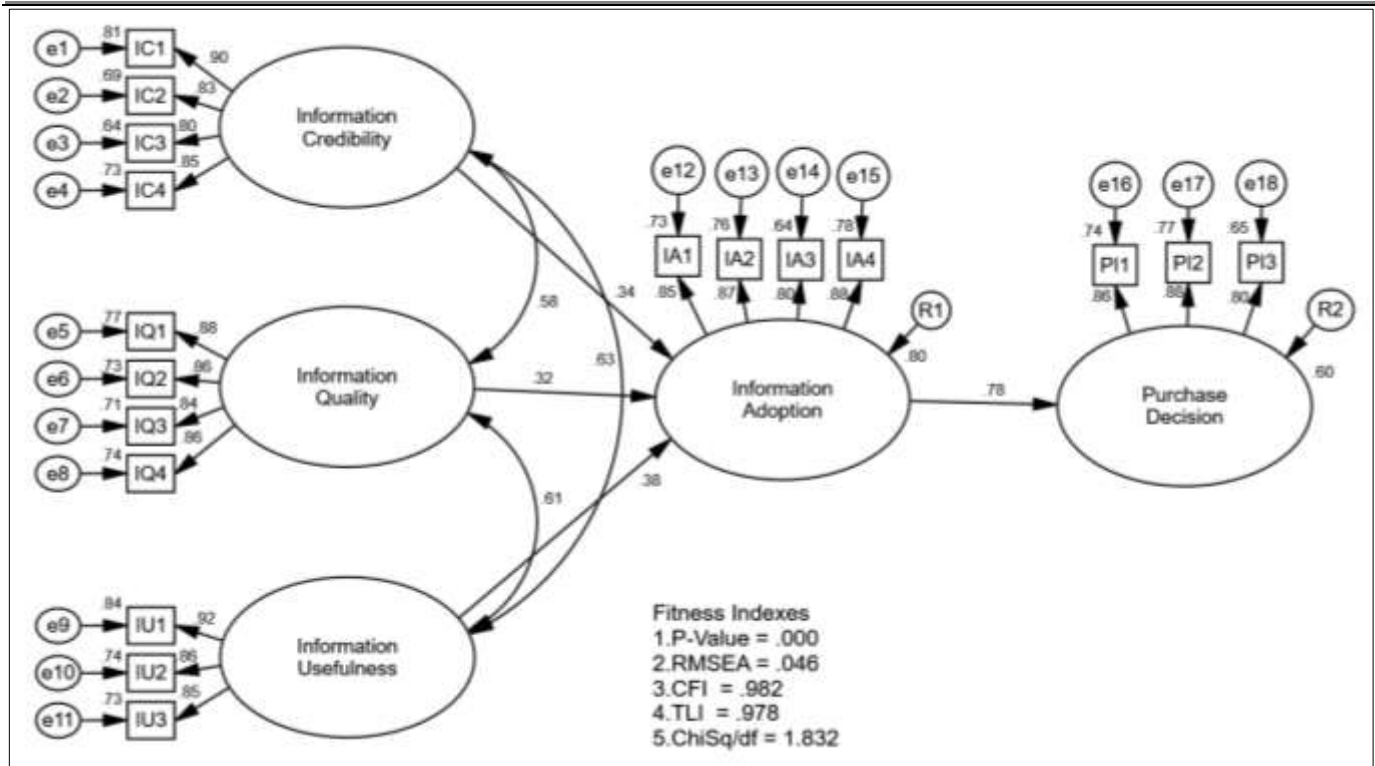 e1 .81 IC1 .90
e2 .69 IC2 .83
e3 .64 IC3 .80
e4 .73 IC4 .85
Information
Credibility
e5 .77 IQ1 .88
e6 .73 IQ2 .86
e7 .71 IQ3 .84
e8 .74 IQ4 .86
Information
Quality
e9 .84 IU1 .92
e10 .74 IU2 .86
e11 .73 IU3 .85
Information
Usefulness
.58
.63
.61
.34
.32
.38
e12 e13 e14 e15
.73 .76 .64 .78
IA1 IA2 IA3 IA4
.85 .87 .80 .88
R1
.80
Information
Adoption
.78
e16 e17 e18
.74 .77 .65
PI1 PI2 PI3
.86 .88 .80
R2
.60
Purchase
Decision
Fitness Indexes
1.P-Value = .000
2.RMSEA = .046
3.CFI = .982
4.TLI = .978
5.ChiSq/df = 1.832